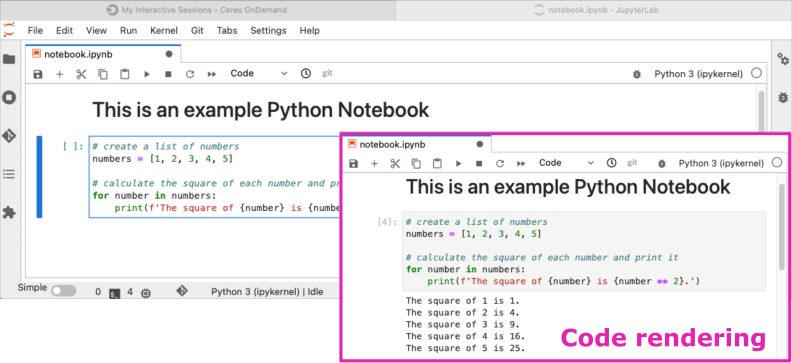 My Interactive Sessions - Ceres OnDemand
notebook.ipynb - JupyterLab
File Edit View Run Kernel Git Tabs Settings Help
notebook.ipynb
Code git Python 3 (ipykernel)
This is an example Python Notebook
[ ]: # create a list of numbers
numbers = [1, 2, 3, 4, 5]
# calculate the square of each number and pr
for number in numbers:
print(f'The square of {number} is {numbe
Simple 0 4 Python 3 (ipykernel) | Idle
notebook.ipynb
Code git Python 3 (ipykernel)
This is an example Python Notebook
[4]: # create a list of numbers
numbers = [1, 2, 3, 4, 5]
# calculate the square of each number and print it
for number in numbers:
print(f'The square of {number} is {number ** 2}.')
The square of 1 is 1.
The square of 2 is 4.
The square of 3 is 9.
The square of 4 is 16.
The square of 5 is 25.
Code rendering